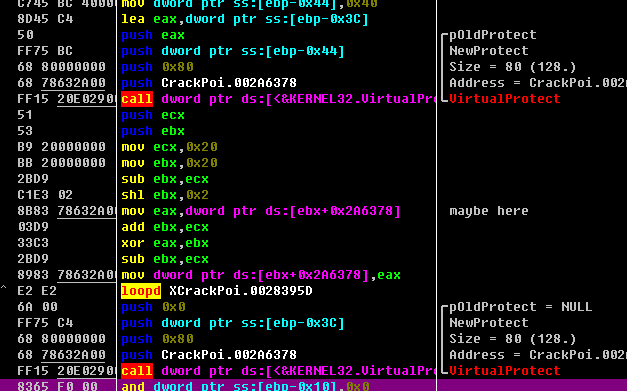 C745 BC 4000 mov dword ptr ss:[ebp-0x44],0x40
8D45 C4 lea eax,dword ptr ss:[ebp-0x3C]
50 push eax pOldProtect
FF75 BC push dword ptr ss:[ebp-0x44] NewProtect
68 80000000 push 0x80 Size = 80 (128.)
68 78632A00 push CrackPoi.002A6378 Address = CrackPoi.002
FF15 20E02900 call dword ptr ds:[<&KERNEL32.VirtualPr VirtualProtect
51 push ecx
53 push ebx
B9 20000000 mov ecx,0x20
BB 20000000 mov ebx,0x20
2BD9 sub ebx,ecx
C1E3 02 shl ebx,0x2
8B83 78632A0 mov eax,dword ptr ds:[ebx+0x2A6378] maybe here
03D9 add ebx,ecx
33C3 xor eax,ebx
2BD9 sub ebx,ecx
8983 78632A0 mov dword ptr ds:[ebx+0x2A6378],eax
^ E2 E2 loopd XCrackPoi.0028395D
6A 00 push 0x0 pOldProtect = NULL
FF75 C4 push dword ptr ss:[ebp-0x3C] NewProtect
68 80000000 push 0x80 Size = 80 (128.)
68 78632A00 push CrackPoi.002A6378 Address = CrackPoi.002
FF15 20E02900 call dword ptr ds:[<&KERNEL32.VirtualPr VirtualProtect
8365 F0 00 and dword ptr ss:[ebp-0x10],0x0